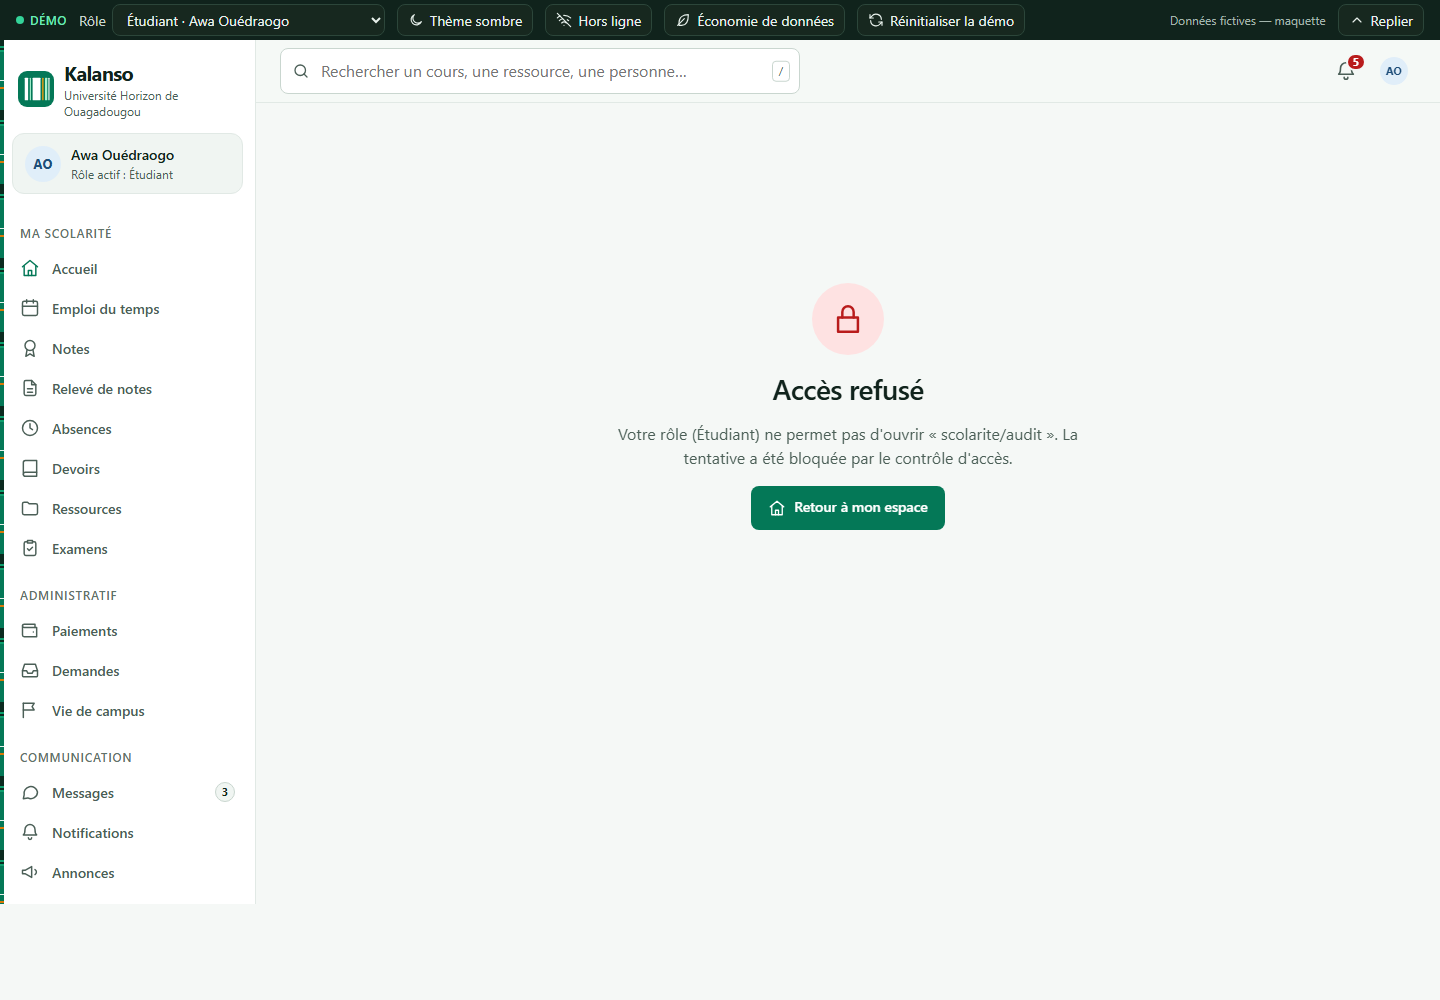 DÉMO Rôle Étudiant · Awa Ouédraogo Thème sombre Hors ligne Économie de données Réinitialiser la démo Données fictives — maquette Replier
Kalanso
Université Horizon de
Ouagadougou
Rechercher un cours, une ressource, une personne... /
5
AO
AO
Awa Ouédraogo
Rôle actif : Étudiant
MA SCOLARITÉ
Accueil
Emploi du temps
Notes
Relevé de notes
Absences
Devoirs
Ressources
Examens
ADMINISTRATIF
Paiements
Demandes
Vie de campus
COMMUNICATION
Messages 3
Notifications
Annonces
Accès refusé
Votre rôle (Étudiant) ne permet pas d'ouvrir « scolarite/audit ». La
tentative a été bloquée par le contrôle d'accès.
Retour à mon espace